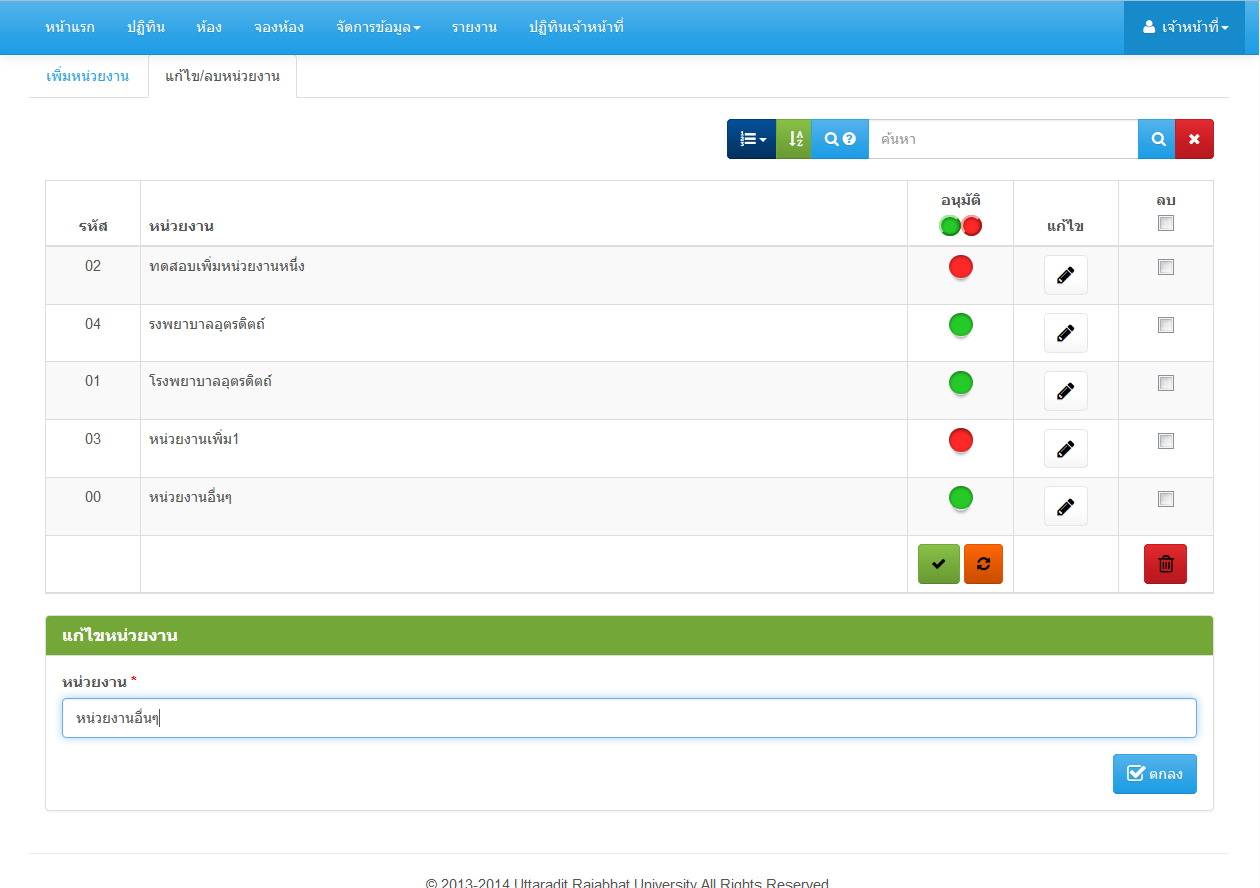 หน้าแรก ปฏิทิน ห้อง จองห้อง จัดการข้อมูล รายงาน ปฏิทินเจ้าหน้าที่ เจ้าหน้าที่
เพิ่มหน่วยงาน แก้ไข/ลบหน่วยงาน
ค้นหา
รหัส หน่วยงาน อนุมัติ แก้ไข ลบ
02 ทดสอบเพิ่มหน่วยงานหนึ่ง
04 รงพยาบาลอุตรดิตถ์
01 โรงพยาบาลอุตรดิตถ์
03 หน่วยงานเพิ่ม1
00 หน่วยงานอื่นๆ
แก้ไขหน่วยงาน
หน่วยงาน *
หน่วยงานอื่นๆ
ตกลง
© 2013-2014 Uttaradit Rajabhat University All Rights Reserved